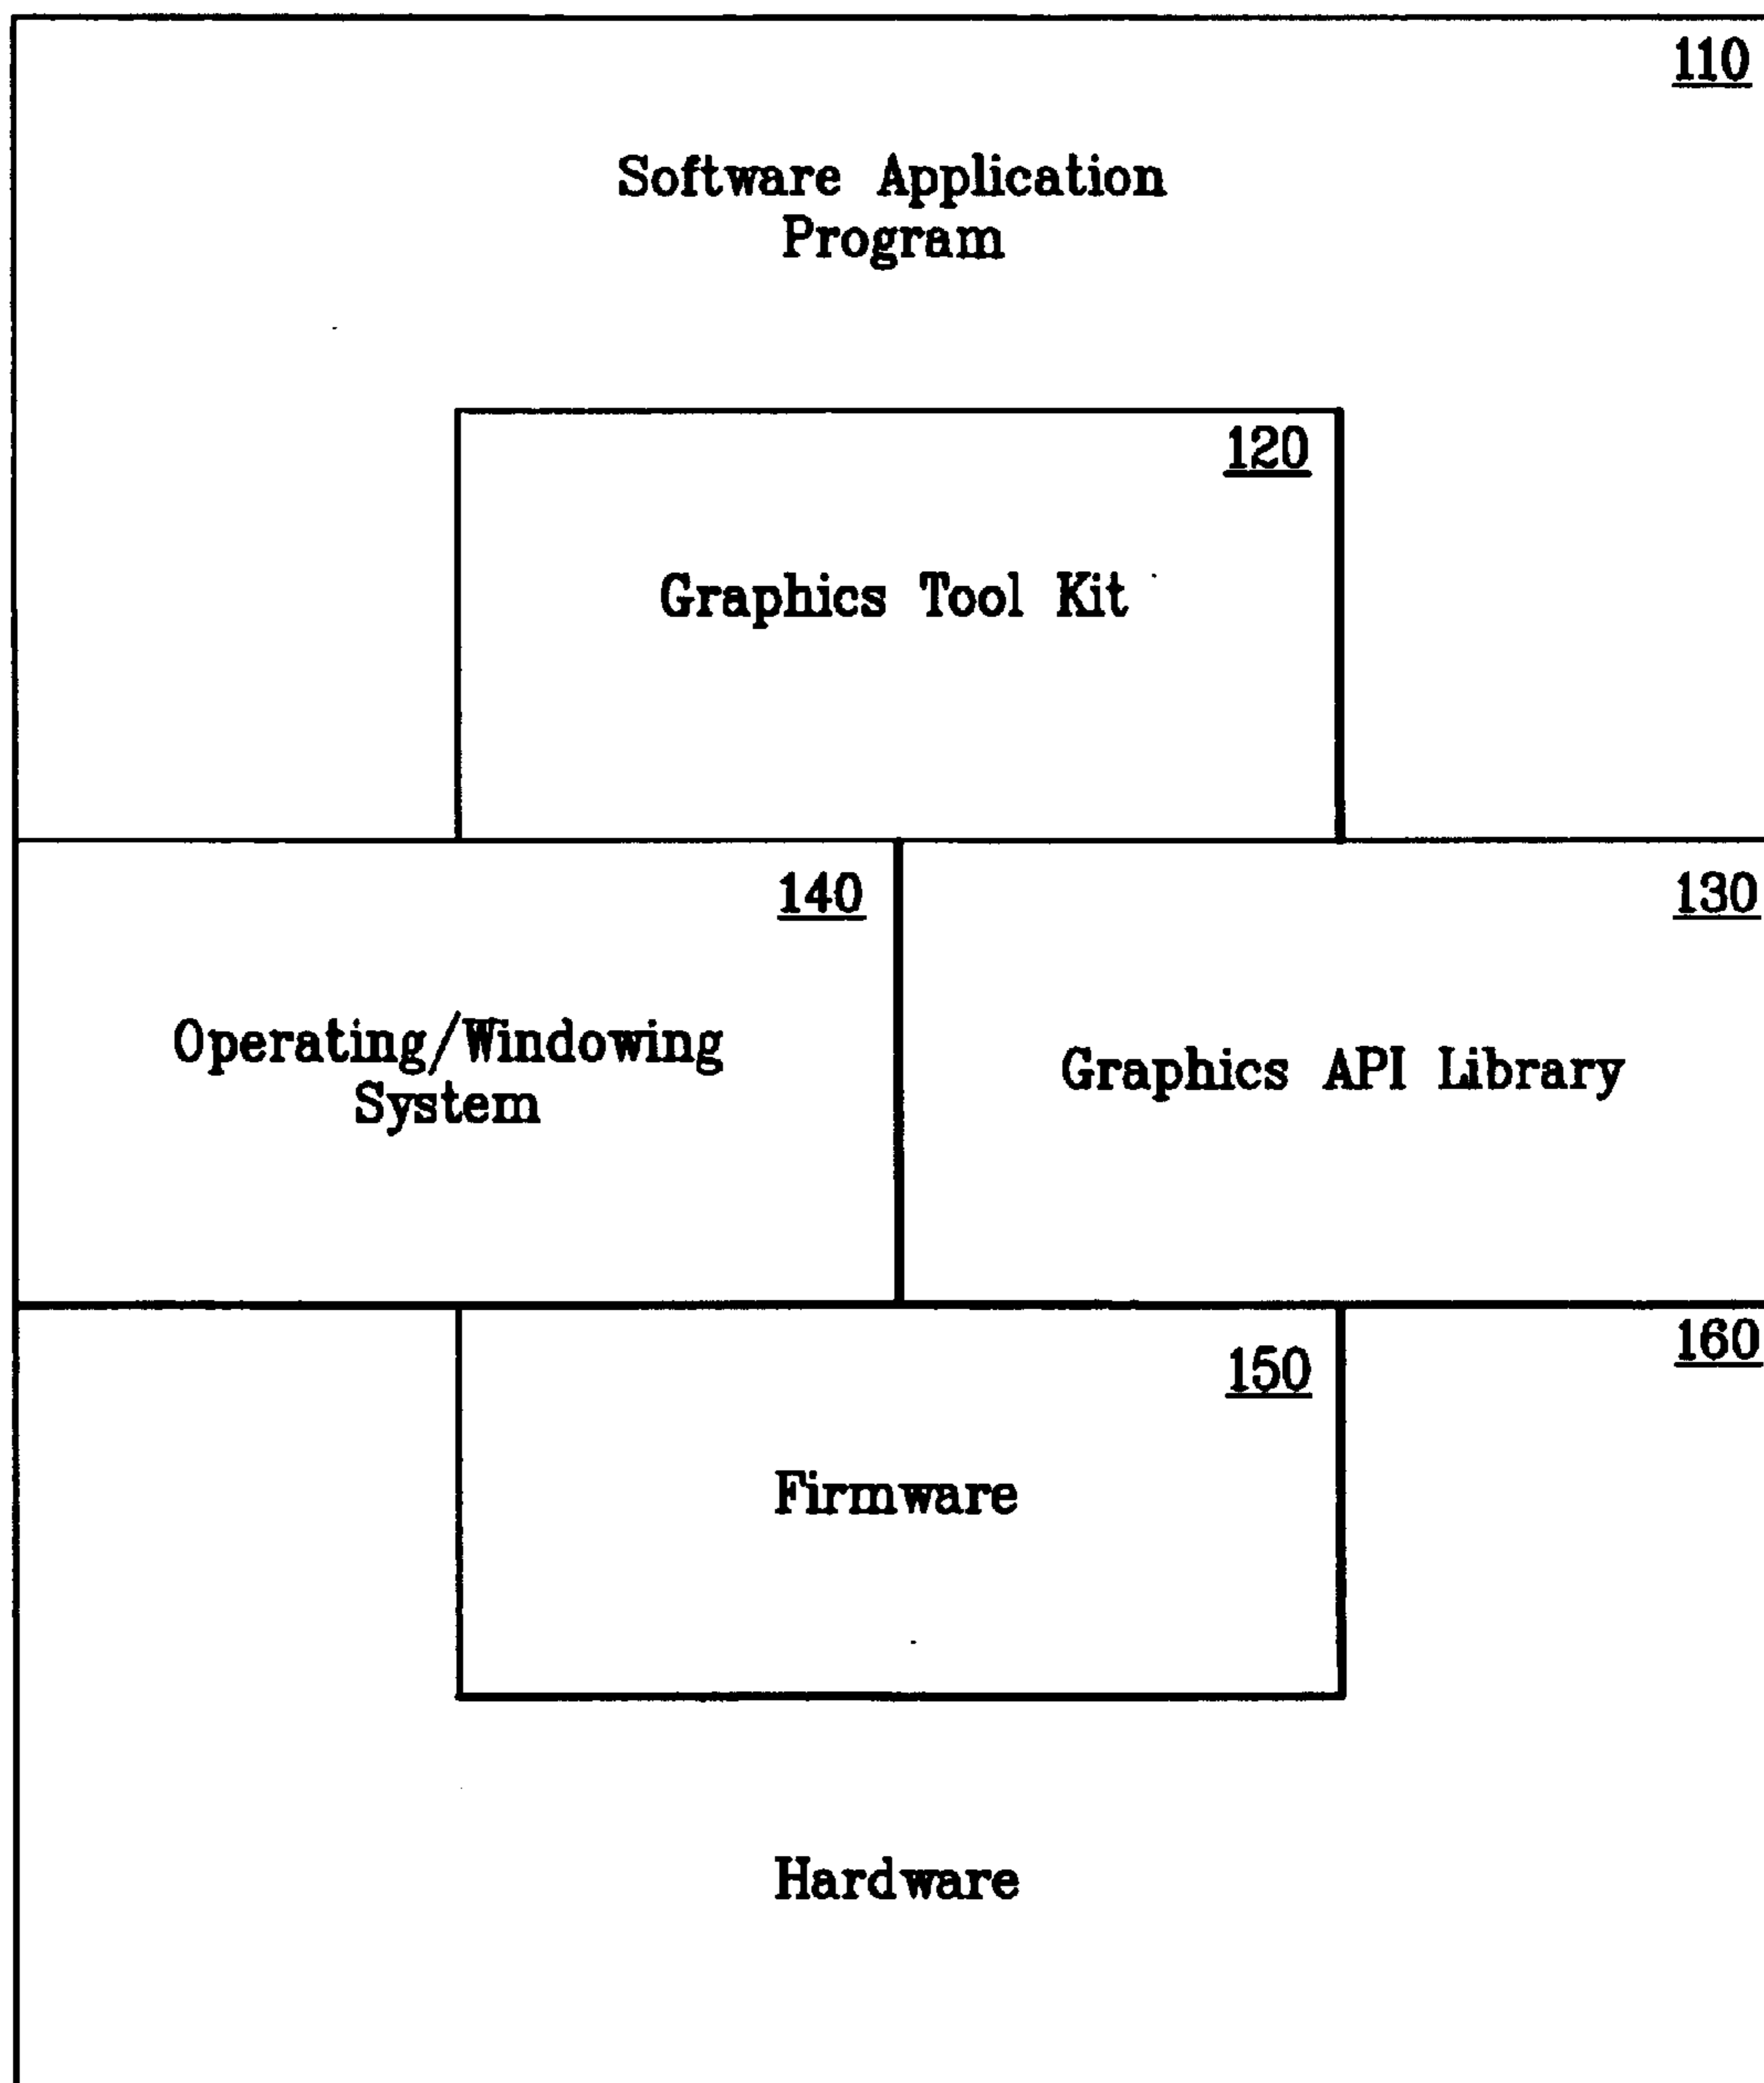 110
Software Application
Program
120
Graphics Tool Kit
140
130
Operating/Windowing
System
Graphics API Library
160
150
Firmware
Hardware